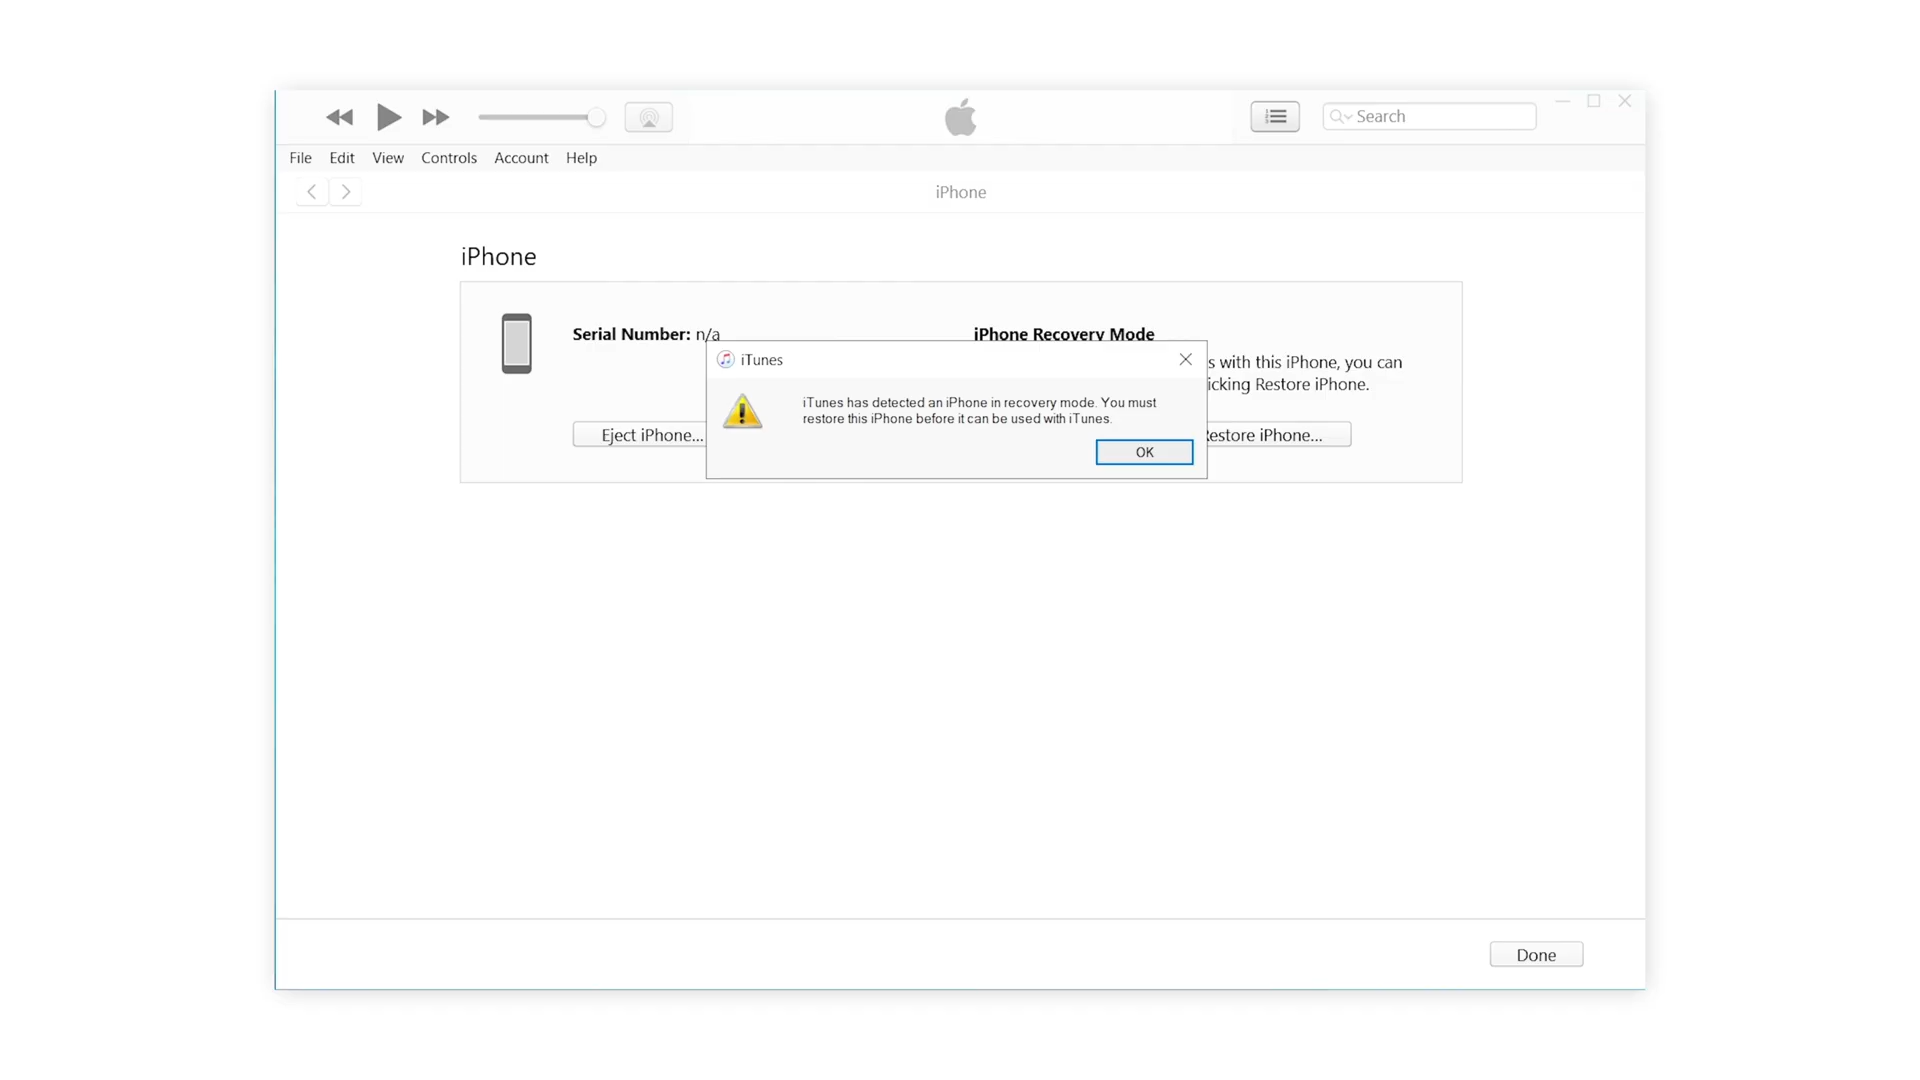 Search
File Edit View Controls Account Help
iPhone
iPhone
Serial Number: n/a
iPhone Recovery Mode
s with this iPhone, you can
icking Restore iPhone.
Eject iPhone...
estore iPhone...
iTunes
iTunes has detected an iPhone in recovery mode. You must
restore this iPhone before it can be used with iTunes.
OK
Done